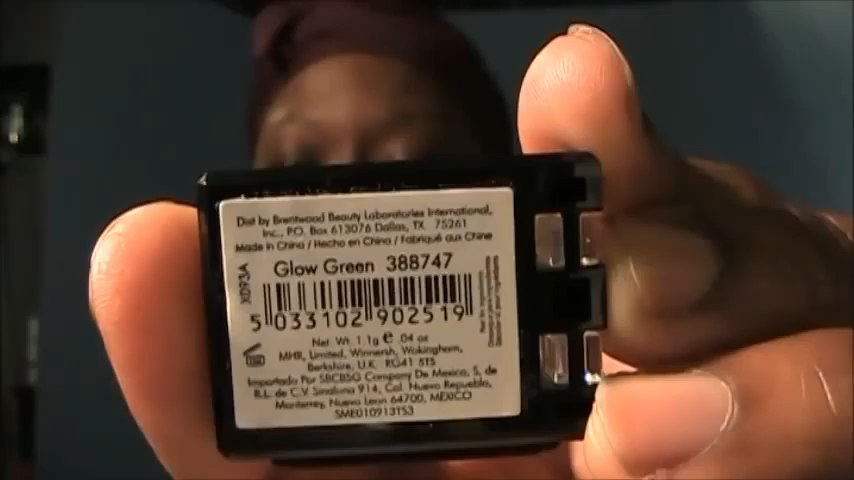 Dist by Brentwood Beauty Laboratories International,
Inc., P.O. Box 613076 Dallas, TX. 75261
Made in China / Hecho en China / Fabriqué aux Chine
Glow Green 388747
X093A
5 033102 902519
Net. Wt. 1.1g e .04 oz
MHR, Limited, Winnersh, Wokingham,
Berkshire, U.K. RG41 5TS
Importado Por SBCBSG Company De Mexico, S. de
R.L. de C.V. Sinaloa 914, Col. Nuevo Repueblo,
Monterrey, Nuevo Leon 64700, MEXICO
SME010913TS3